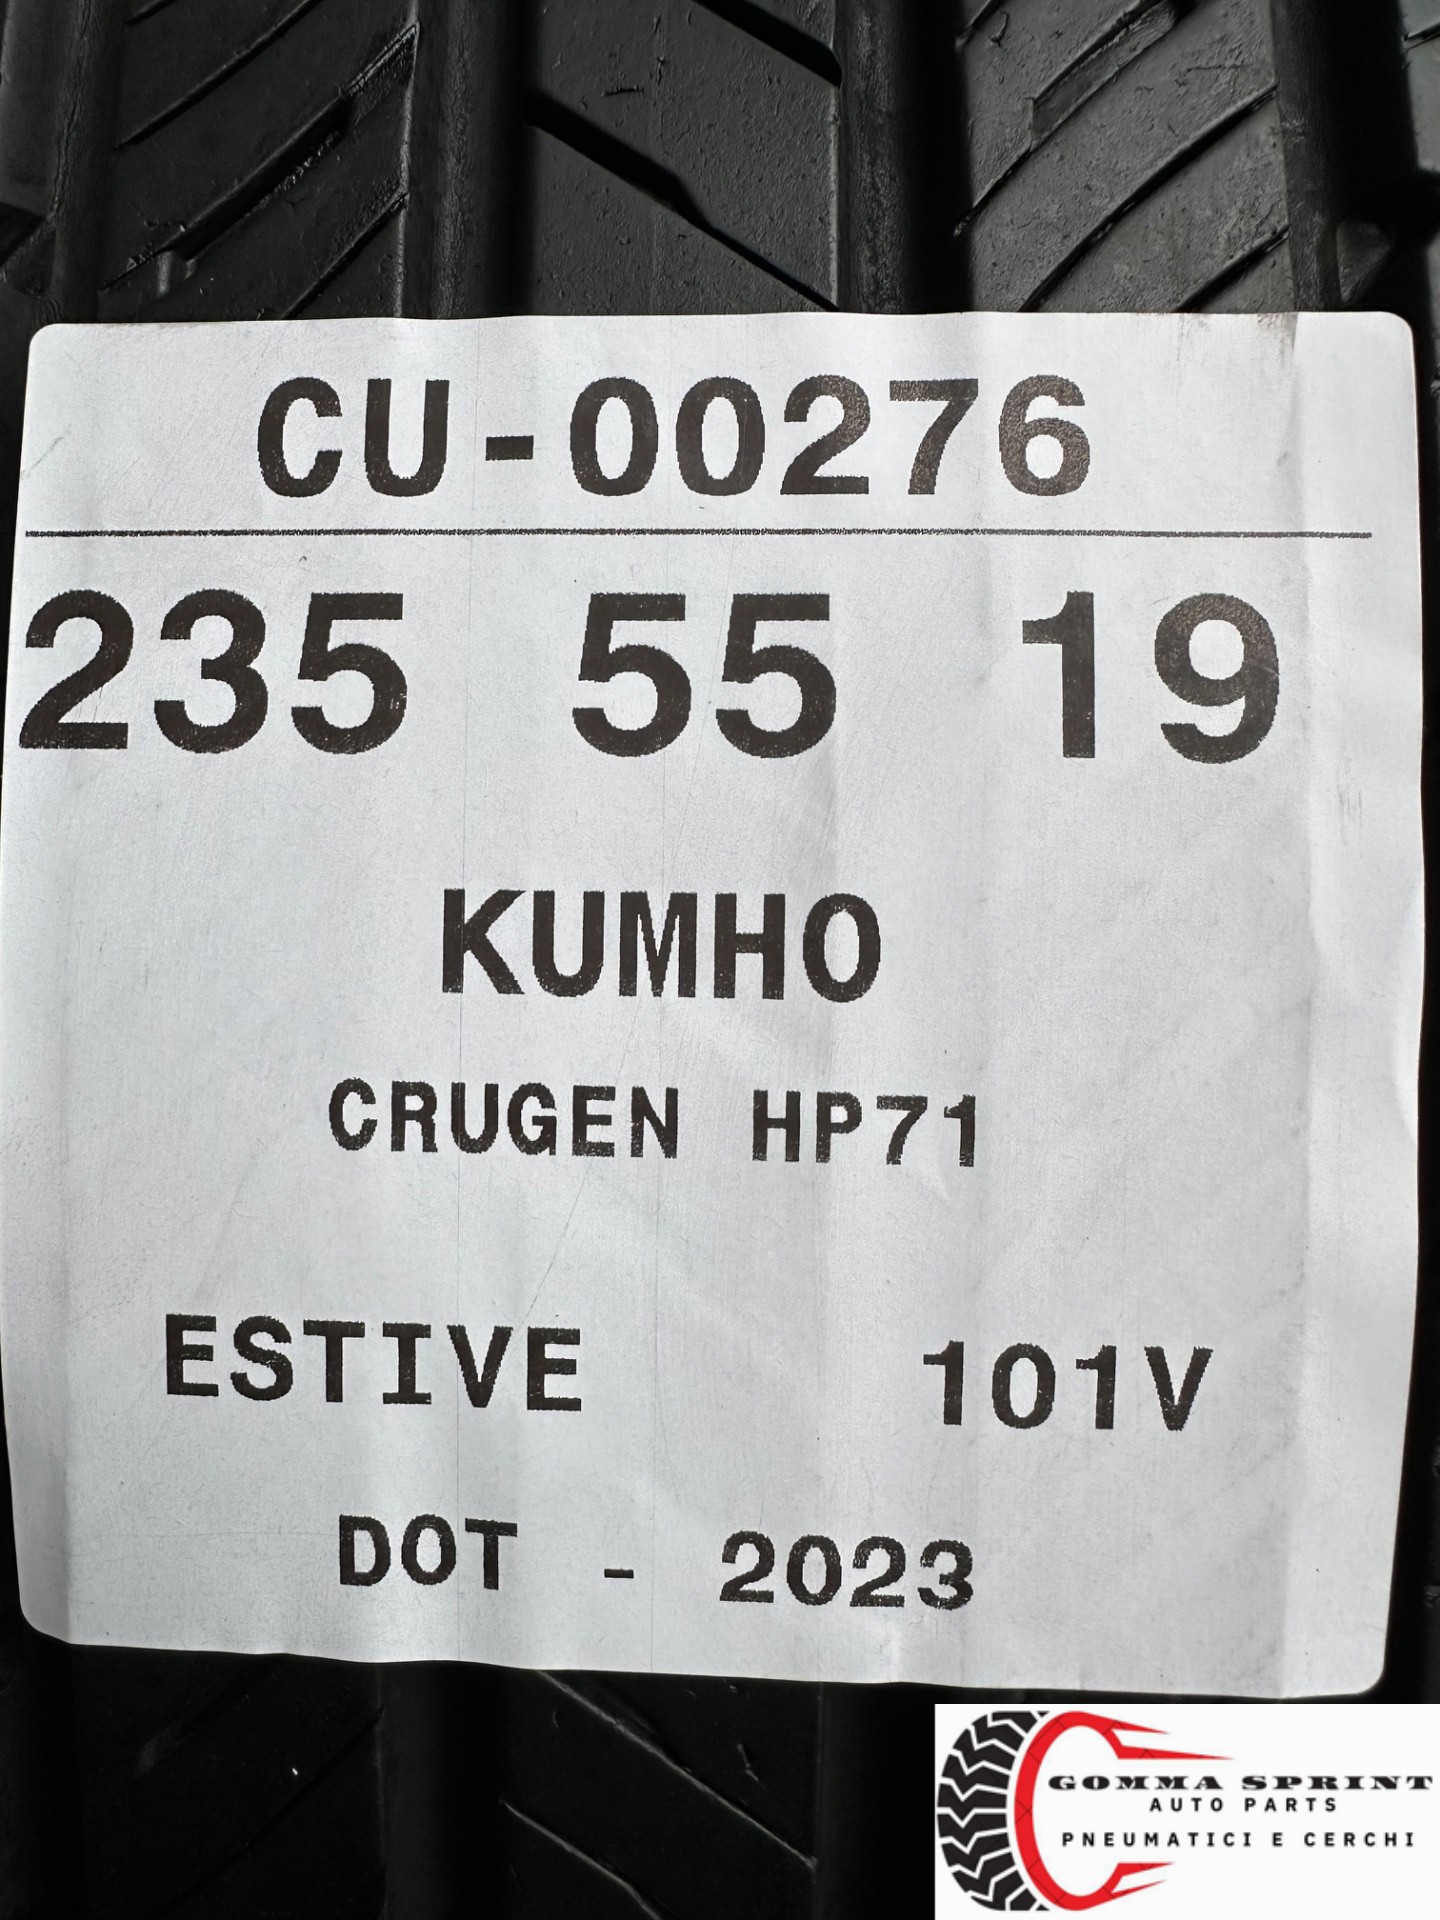 CU-00276
235 55 19
KUMHO
CRUGEN HP71
ESTIVE 101V
DOT - 2023
GOMMA SPRINT
AUTO PARTS
PNEUMATICI E CERCHI